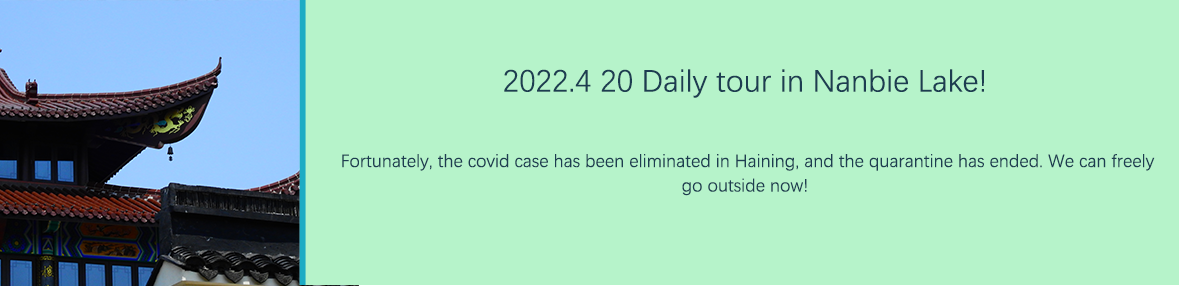 2022.4 20 Daily tour in Nanbie Lake!
Fortunately, the covid case has been eliminated in Haining, and the quarantine has ended. We can freely
go outside now!